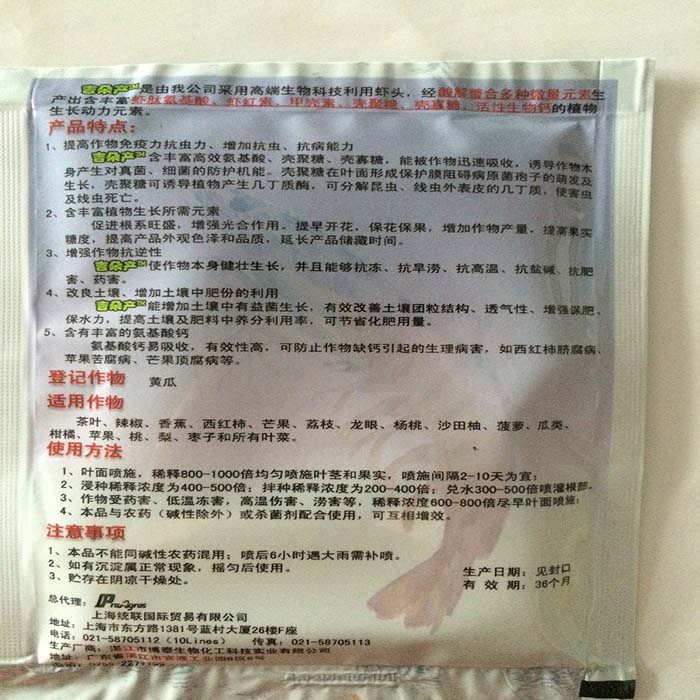 吉朵产™是由我公司采用高端生物科技利用虾头，经酸解螯合多种微量元素生
产出含丰富虾肽氨基酸、虾红素、甲壳素、壳聚糖、壳寡糖，活性生物钙的植物
生长动力元素。
产品特点：
1、提高作物免疫力抗虫力、增加抗虫、抗病能力
吉朵产™含丰富高效氨基酸、壳聚糖、壳寡糖，能被作物迅速吸收，诱导作物本
身产生对真菌、细菌的防护机能。壳聚糖在叶面形成保护膜阻碍病原菌孢子的萌发及
生长，壳聚糖可诱导植物产生几丁质酶，可分解昆虫、线虫外表皮的几丁质，使害虫
及线虫死亡。
2、含丰富植物生长所需元素
促进根系旺盛，增强光合作用。提早开花，保花保果，增加作物产量，提高果实
糖度，提高产品外观色泽和品质，延长产品储藏时间。
3、增强作物抗逆性
吉朵产™使作物本身健壮生长，并且能够抗冻、抗旱涝、抗高温、抗盐碱、抗肥
害、药害。
4、改良土壤、增加土壤中肥份的利用
吉朵产™能增加土壤中有益菌生长，有效改善土壤团粒结构、透气性、增强保肥、
保水力，提高土壤及肥料中养分利用率，可节省化肥用量。
5、含有丰富的氨基酸钙
氨基酸钙易吸收，有效性高，可防止作物缺钙引起的生理病害，如西红柿脐腐病、
苹果苦腐病、芒果顶腐病等。
登记作物 黄瓜
适用作物
茶叶、辣椒、香蕉、西红柿、芒果、荔枝、龙眼、杨桃、沙田柚、菠萝、瓜类、
柑橘、苹果、桃、梨、枣子和所有叶菜。
使用方法
1、叶面喷施，稀释800-1000倍均匀喷施叶茎和果实，喷施间隔2-10天为宜；
2、浸种稀释浓度为400-500倍；拌种稀释浓度为200-400倍；兑水300-500倍喷灌根部。
3、作物受药害、低温冻害，高温伤害、涝害等，稀释浓度600-800倍尽早叶面喷施；
4、本品与农药（碱性除外）或杀菌剂配合使用，可互相增效。
注意事项
1、本品不能同碱性农药混用；喷后6小时遇大雨需补喷。
2、如有沉淀属正常现象，摇匀后使用。
3、贮存在阴凉干燥处。
生产日期：见封口
有 效 期：36个月
总代理：
上海统联国际贸易有限公司
地址：上海市东方路1381号蓝村大厦26楼F座
电话：021-58705112（10Lines） 传真：021-58705113
生产厂商：湛江市博泰生物化工科技实业有限公司
地址：广东省湛江市